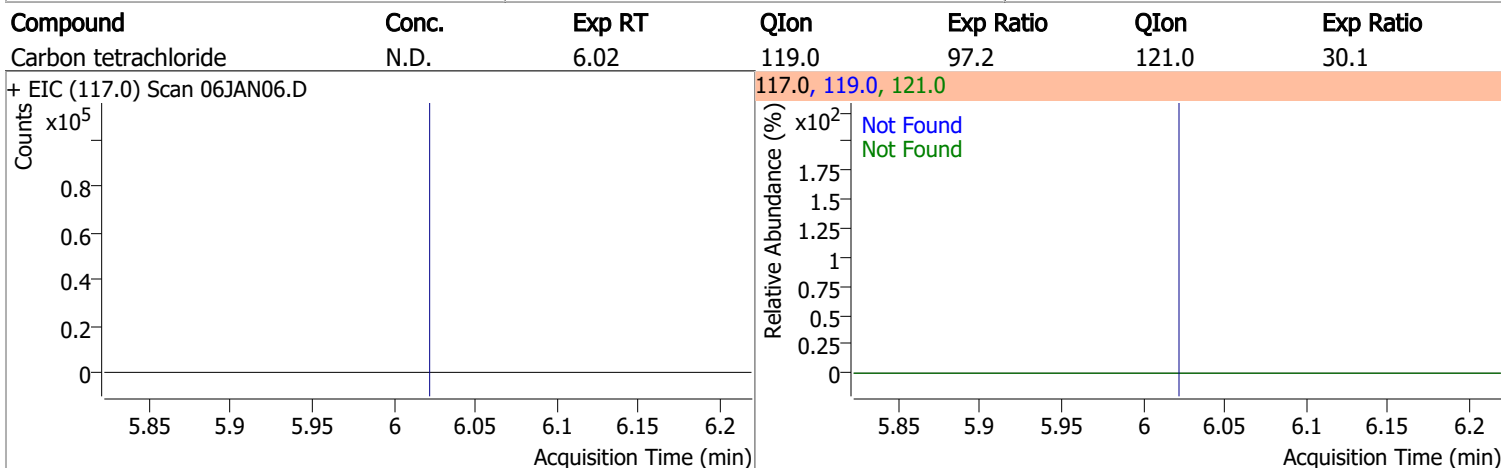 Compound Conc. Exp RT QIon Exp Ratio QIon Exp Ratio
Carbon tetrachloride N.D. 6.02 119.0 97.2 121.0 30.1
+ EIC (117.0) Scan 06JAN06.D
Counts
x10⁵
0.8
0.6
0.4
0.2
0
5.85 5.9 5.95 6 6.05 6.1 6.15 6.2
Acquisition Time (min)
117.0, 119.0, 121.0
Relative Abundance (%)
x10²
Not Found
Not Found
1.75
1.5
1.25
1
0.75
0.5
0.25
0
5.85 5.9 5.95 6 6.05 6.1 6.15 6.2
Acquisition Time (min)